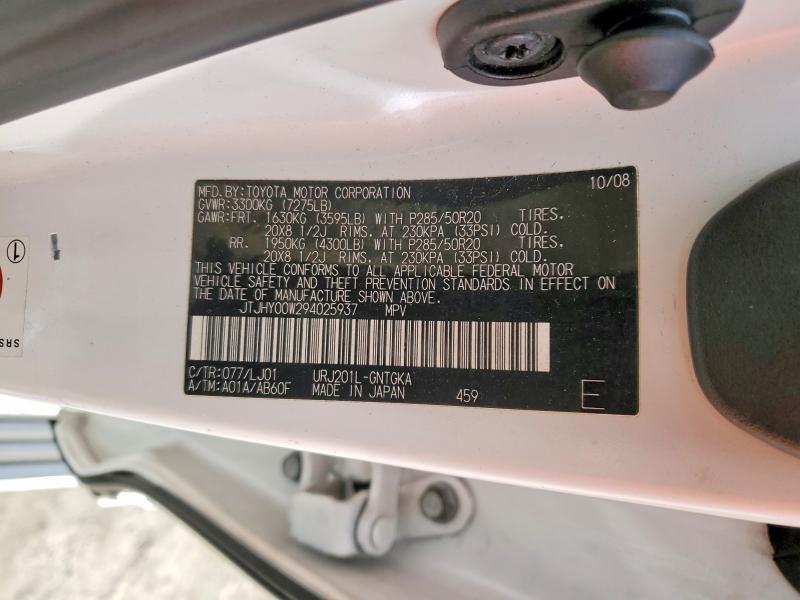 MFD.BY:TOYOTA MOTOR CORPORATION 10/08
GVWR:3300KG (7275LB)
GAWR:FRT. 1630KG (3595LB) WITH P285/50R20 TIRES,
20X8 1/2J RIMS, AT 230KPA (33PSI) COLD.
RR. 1950KG (4300LB) WITH P285/50R20 TIRES,
20X8 1/2J RIMS, AT 230KPA (33PSI) COLD.
THIS VEHICLE CONFORMS TO ALL APPLICABLE FEDERAL MOTOR
VEHICLE SAFETY AND THEFT PREVENTION STANDARDS IN EFFECT ON
THE DATE OF MANUFACTURE SHOWN ABOVE.
JTJHY00W294025937 MPV
C/TR:077/LJ01 URJ201L-GNTGKA
A/TM:A01A/AB60F MADE IN JAPAN 459 E
1
SRS